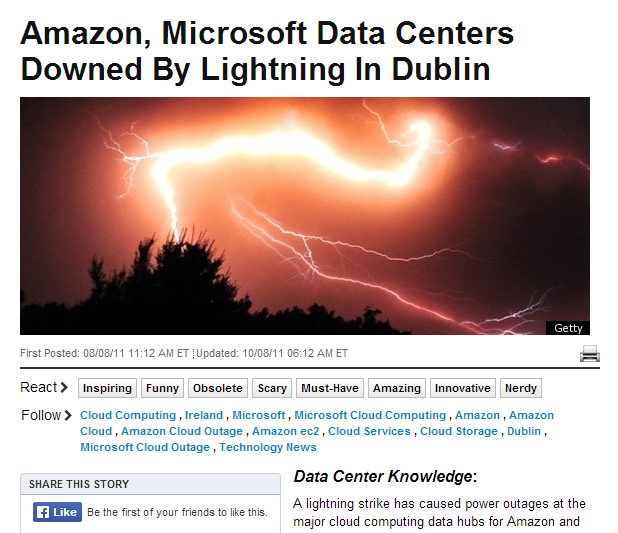 Amazon, Microsoft Data Centers
Downed By Lightning In Dublin
Getty
First Posted: 08/08/11 11:12 AM ET Updated: 10/08/11 06:12 AM ET
React Inspiring Funny Obsolete Scary Must-Have Amazing Innovative Nerdy
Follow Cloud Computing , Ireland , Microsoft , Microsoft Cloud Computing , Amazon , Amazon
Cloud , Amazon Cloud Outage , Amazon ec2 , Cloud Services , Cloud Storage , Dublin ,
Microsoft Cloud Outage , Technology News
SHARE THIS STORY
f Like Be the first of your friends to like this.
Data Center Knowledge:
A lightning strike has caused power outages at the
major cloud computing data hubs for Amazon and